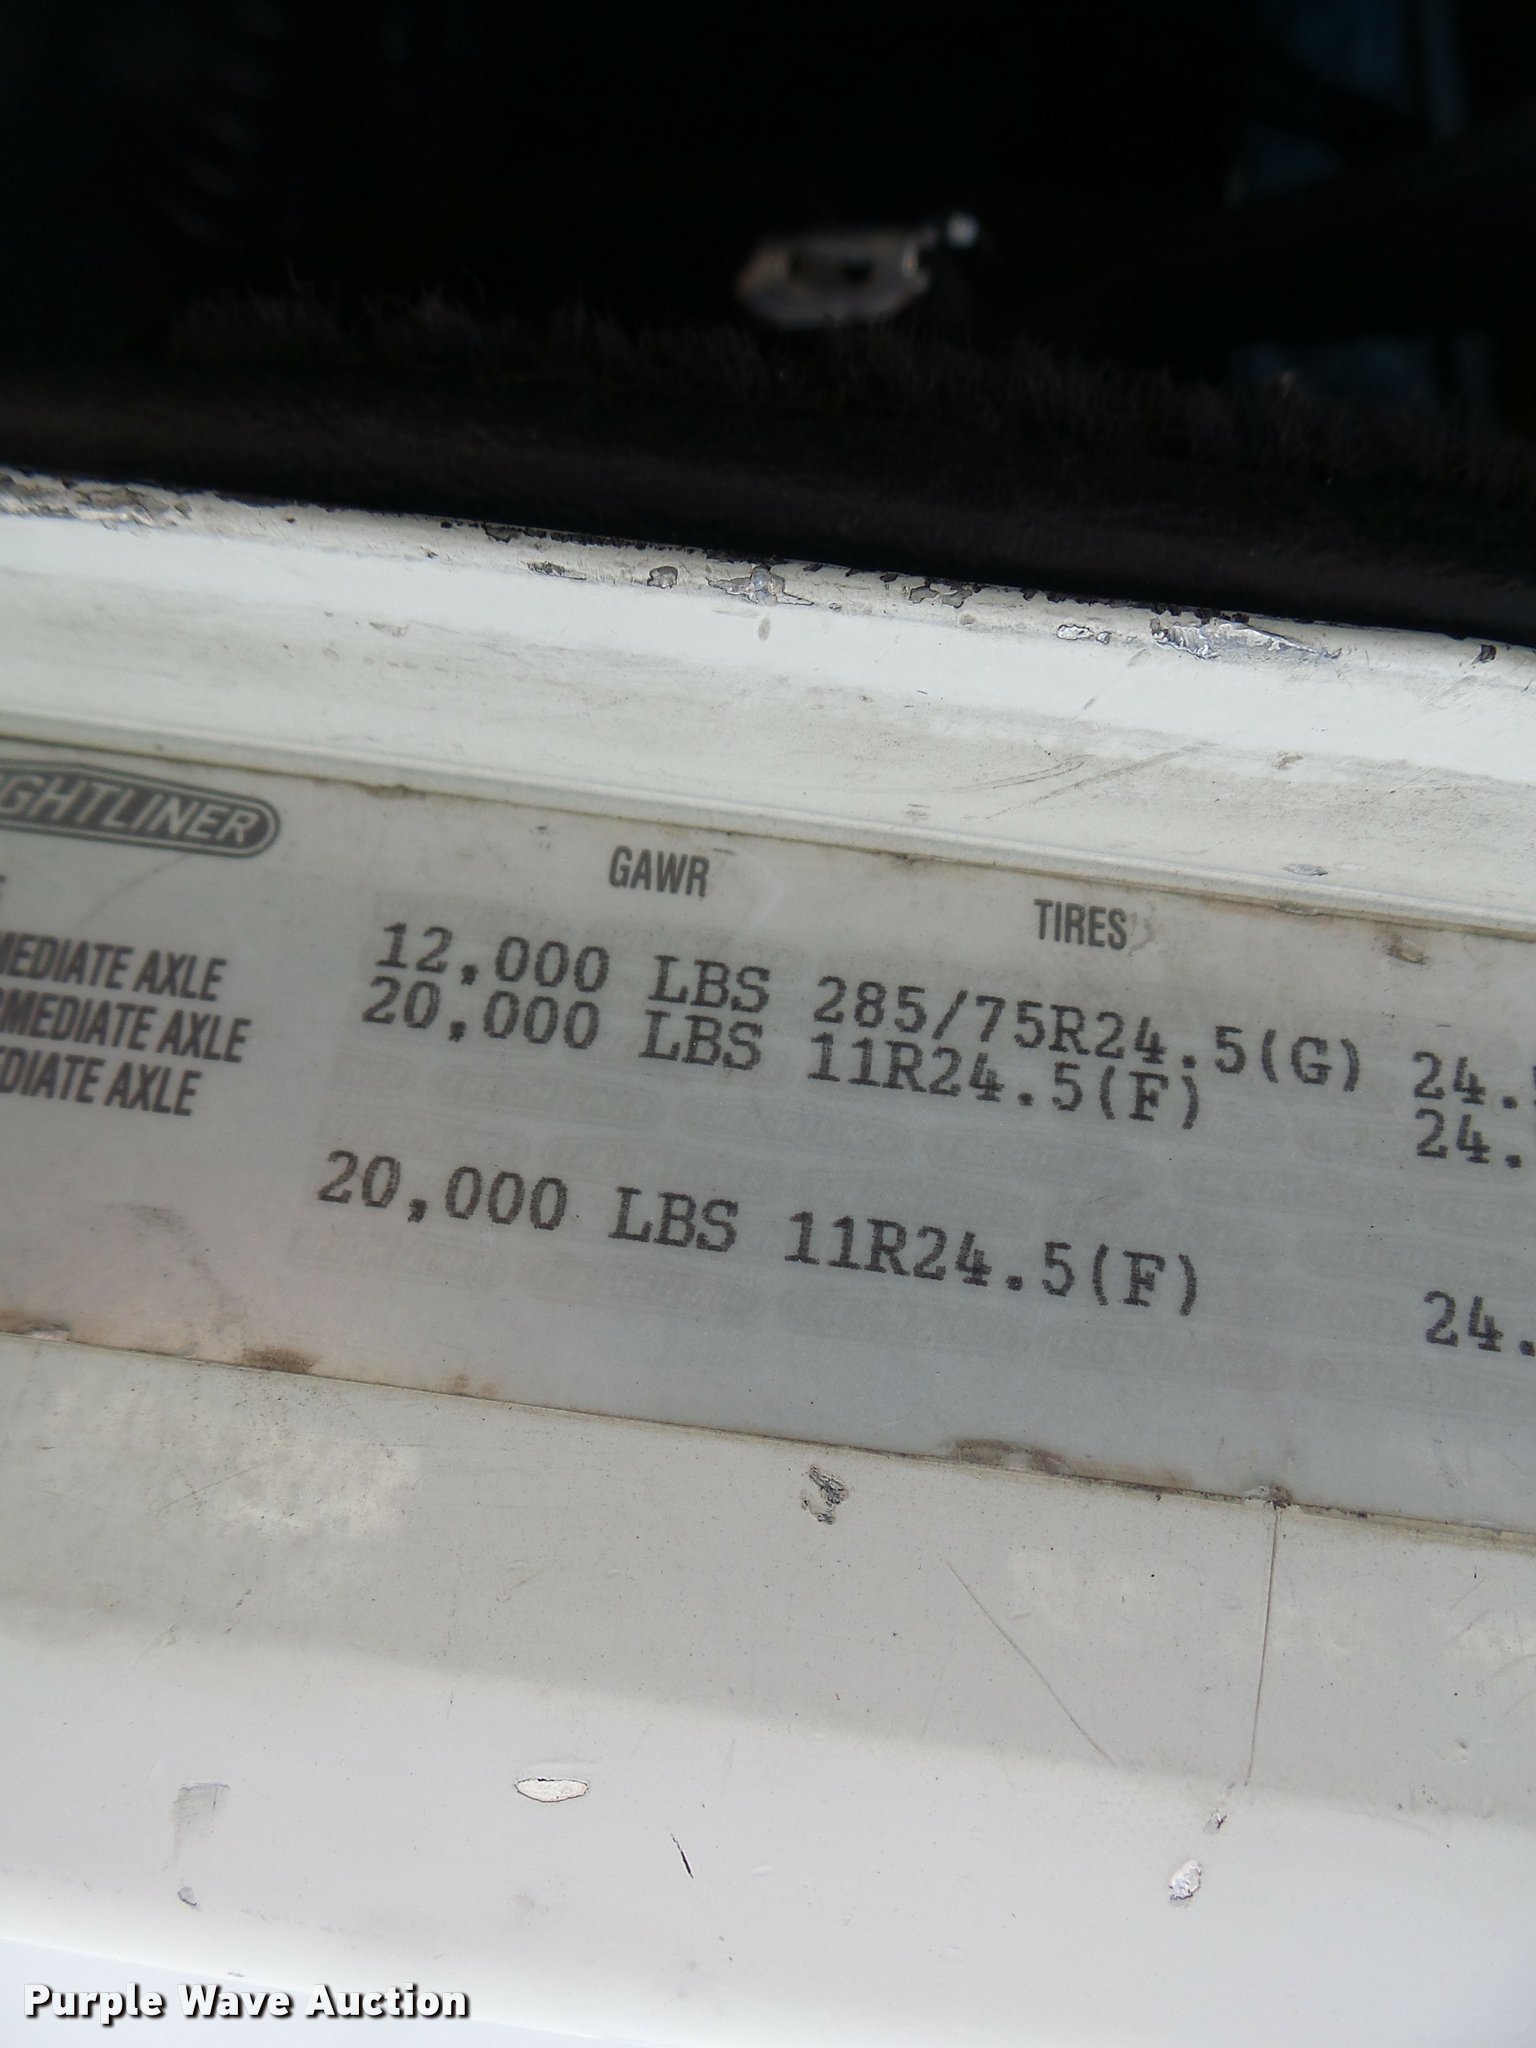 GHTLINER
GAWR TIRES
12,000 LBS 285/75R24.5(G) 24.
MEDIATE AXLE 20,000 LBS 11R24.5(F) 24.
RMEDIATE AXLE
DIATE AXLE
20,000 LBS 11R24.5(F) 24.
Purple Wave Auction